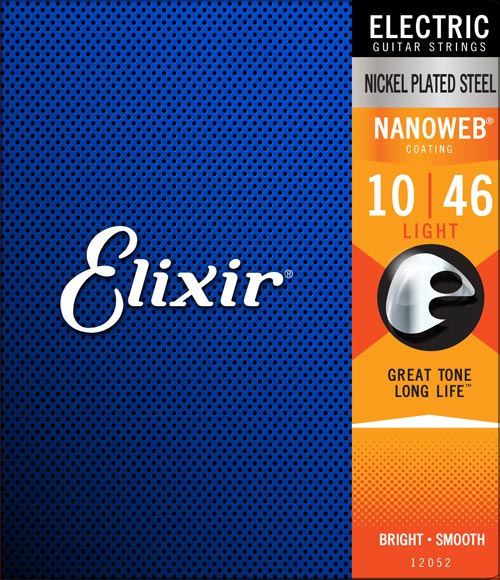 ELECTRIC
GUITAR STRINGS
NICKEL PLATED STEEL
NANOWEB®
COATING
10 | 46
LIGHT
Elixir®
e
GREAT TONE
LONG LIFE™
BRIGHT • SMOOTH
12052